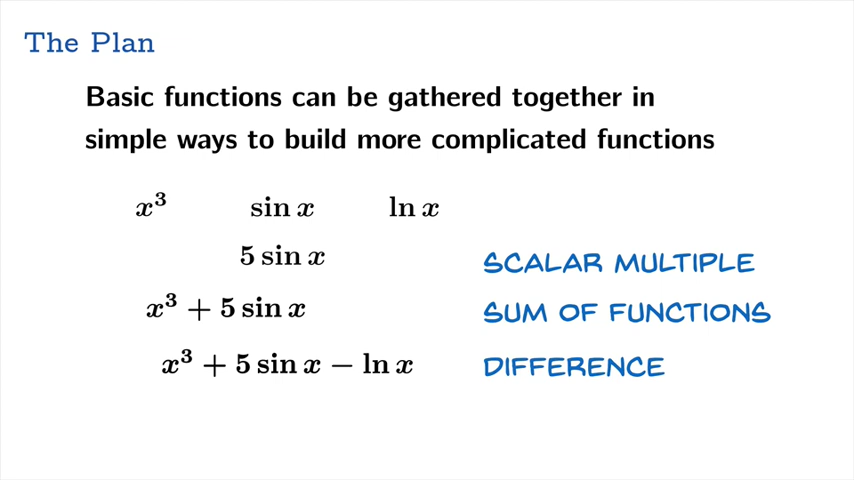 The Plan
Basic functions can be gathered together in
simple ways to build more complicated functions
x³ sin x ln x
5 sin x SCALAR MULTIPLE
x³ + 5 sin x SUM OF FUNCTIONS
x³ + 5 sin x − ln x DIFFERENCE